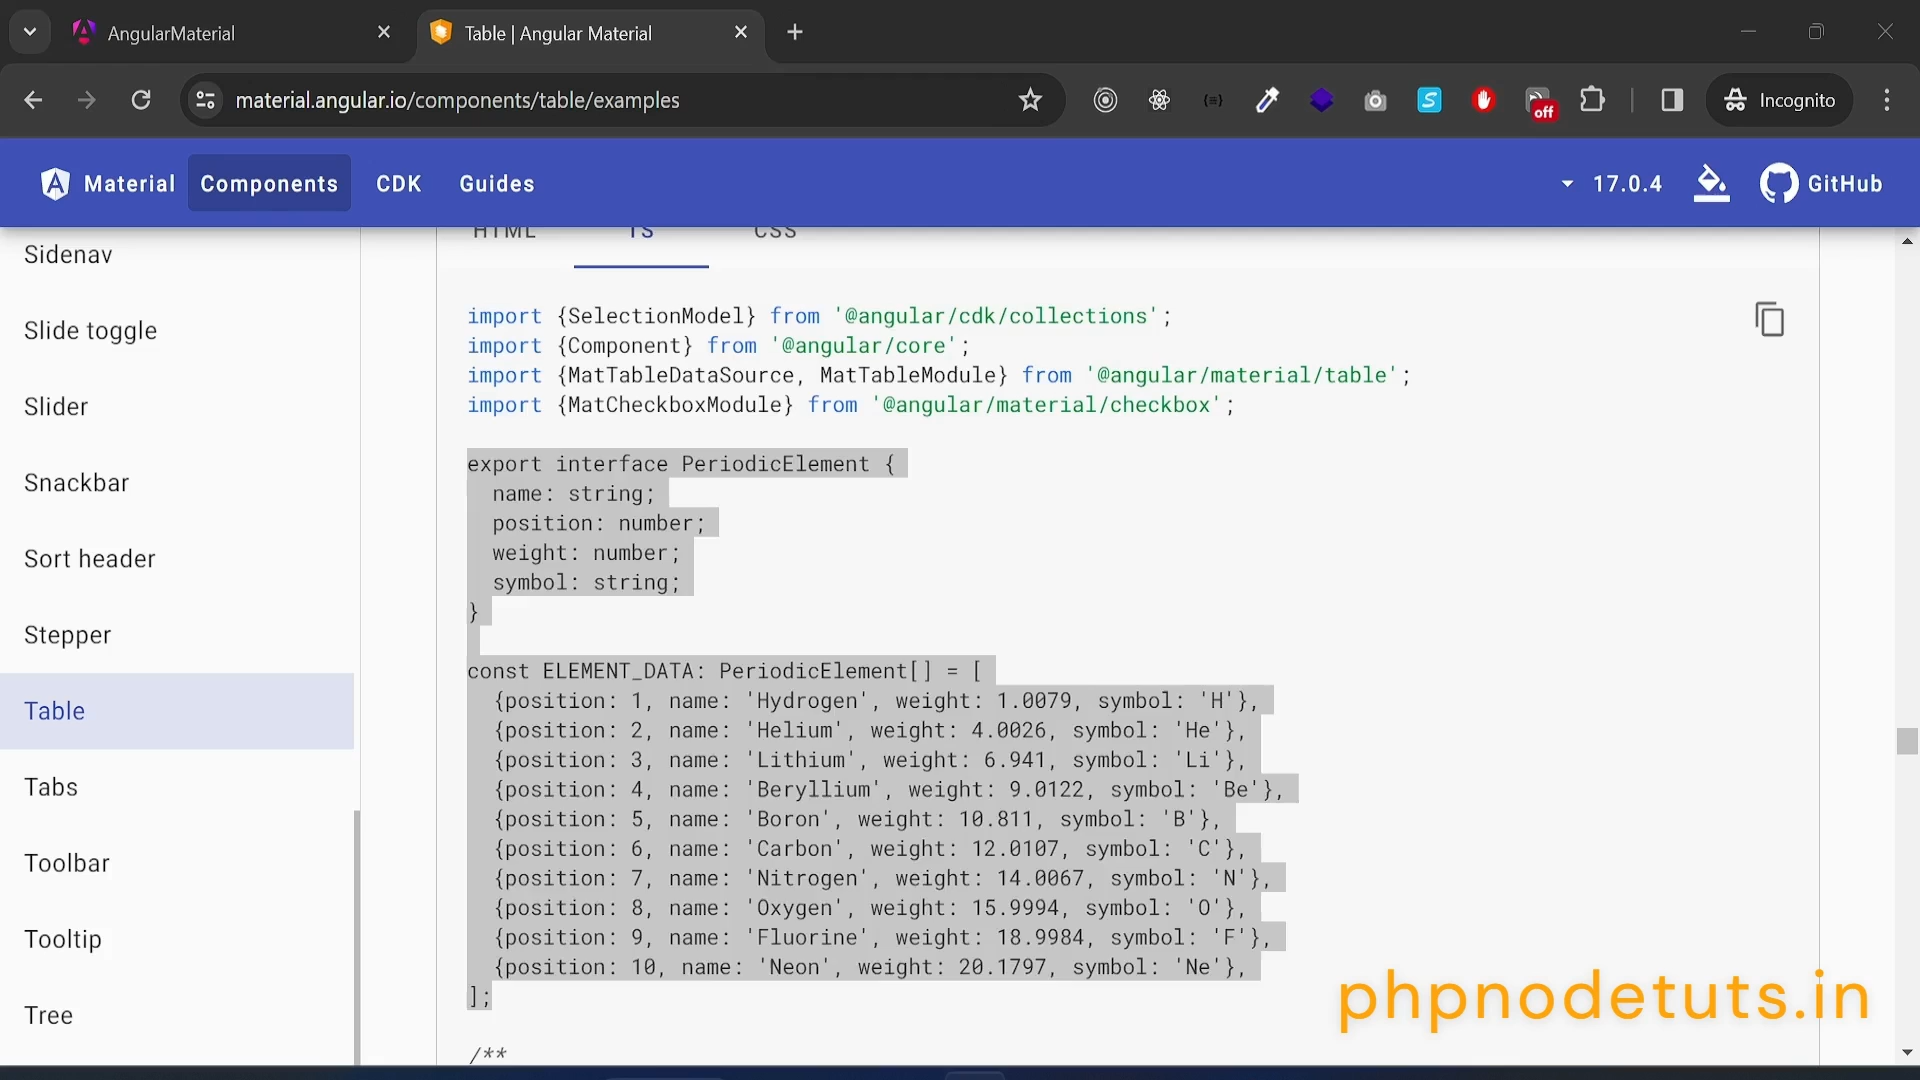 AngularMaterial
Table | Angular Material
material.angular.io/components/table/examples
off
Incognito
Material Components CDK Guides
17.0.4
GitHub
HTML TS CSS
Sidenav
Slide toggle
Slider
Snackbar
Sort header
Stepper
Table
Tabs
Toolbar
Tooltip
Tree
import {SelectionModel} from '@angular/cdk/collections';
import {Component} from '@angular/core';
import {MatTableDataSource, MatTableModule} from '@angular/material/table';
import {MatCheckboxModule} from '@angular/material/checkbox';
export interface PeriodicElement {
name: string;
position: number;
weight: number;
symbol: string;
}
const ELEMENT_DATA: PeriodicElement[] = [
{position: 1, name: 'Hydrogen', weight: 1.0079, symbol: 'H'},
{position: 2, name: 'Helium', weight: 4.0026, symbol: 'He'},
{position: 3, name: 'Lithium', weight: 6.941, symbol: 'Li'},
{position: 4, name: 'Beryllium', weight: 9.0122, symbol: 'Be'},
{position: 5, name: 'Boron', weight: 10.811, symbol: 'B'},
{position: 6, name: 'Carbon', weight: 12.0107, symbol: 'C'},
{position: 7, name: 'Nitrogen', weight: 14.0067, symbol: 'N'},
{position: 8, name: 'Oxygen', weight: 15.9994, symbol: 'O'},
{position: 9, name: 'Fluorine', weight: 18.9984, symbol: 'F'},
{position: 10, name: 'Neon', weight: 20.1797, symbol: 'Ne'},
];
/**
phpnodetuts.in